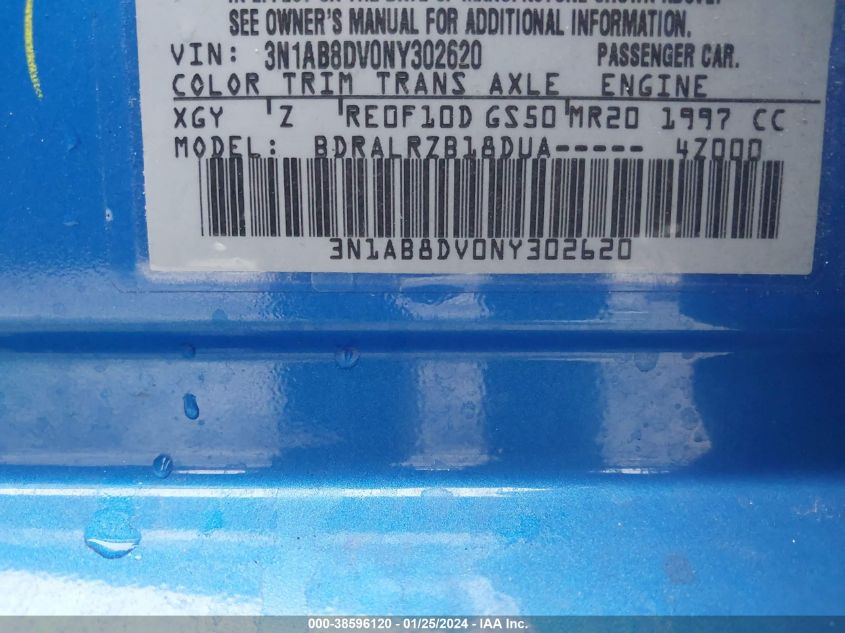 SEE OWNER'S MANUAL FOR ADDITIONAL INFORMATION.
VIN: 3N1AB8DV0NY302620 PASSENGER CAR.
COLOR TRIM TRANS AXLE ENGINE
XGY Z RE0F10D GS50 MR20 1997 CC
MODEL: BDRALRZB18DUA----- 4Z000
3N1AB8DV0NY302620
000-38596120 - 01/25/2024 - IAA Inc.